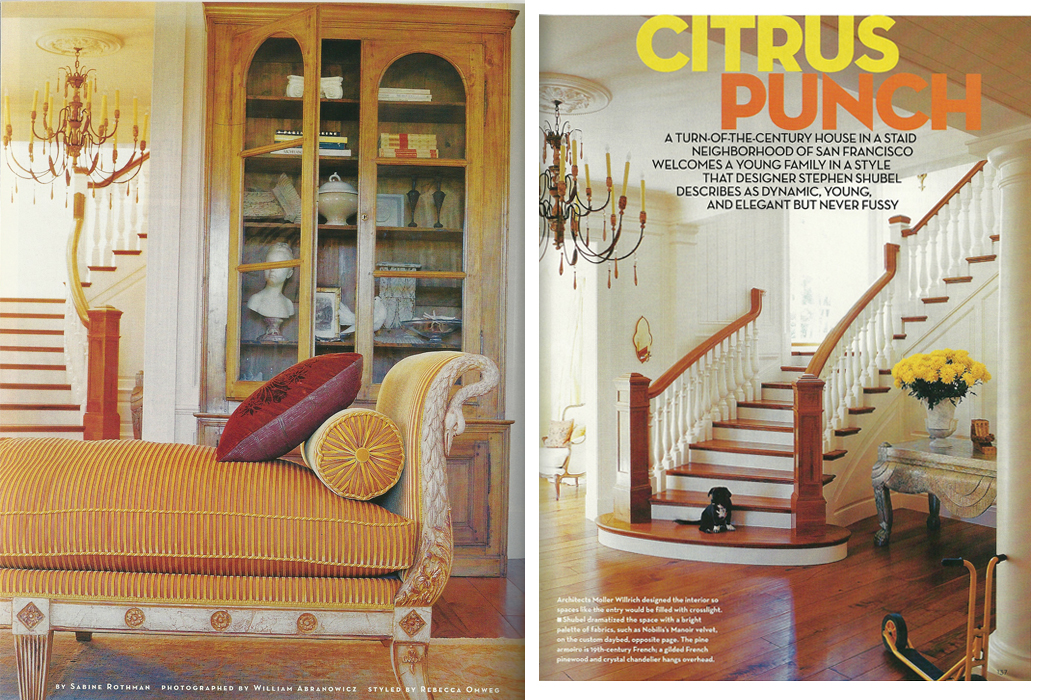 BY SABINE ROTHMAN PHOTOGRAPHED BY WILLIAM ABRANOWICZ STYLED BY REBECCA OMWEG
CITRUS
PUNCH
A TURN-OF-THE-CENTURY HOUSE IN A STAID
NEIGHBORHOOD OF SAN FRANCISCO
WELCOMES A YOUNG FAMILY IN A STYLE
THAT DESIGNER STEPHEN SHUBEL
DESCRIBES AS DYNAMIC, YOUNG,
AND ELEGANT BUT NEVER FUSSY
Architects Moller Willrich designed the interior so
spaces like the entry would be filled with crosslight.
■ Shubel dramatized the space with a bright
palette of fabrics, such as Nobilis's Manoir velvet,
on the custom daybed, opposite page. The pine
armoire is 19th-century French; a gilded French
pinewood and crystal chandelier hangs overhead.
157